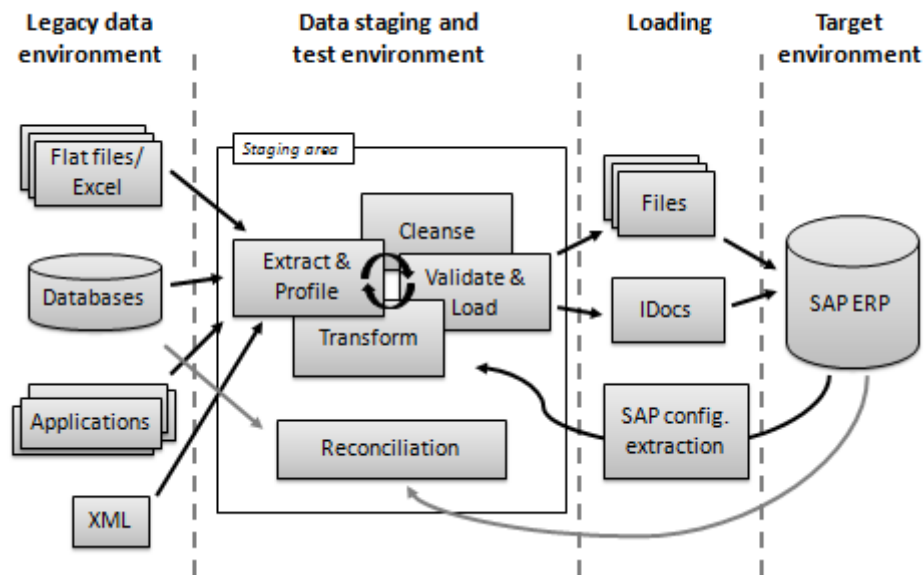 Legacy data
environment
Data staging and
test environment
Loading
Target
environment
Staging area
Flat files/
Excel
Databases
Applications
XML
Cleanse
Extract &
Profile
Validate &
Load
Transform
Reconciliation
Files
IDocs
SAP config.
extraction
SAP ERP